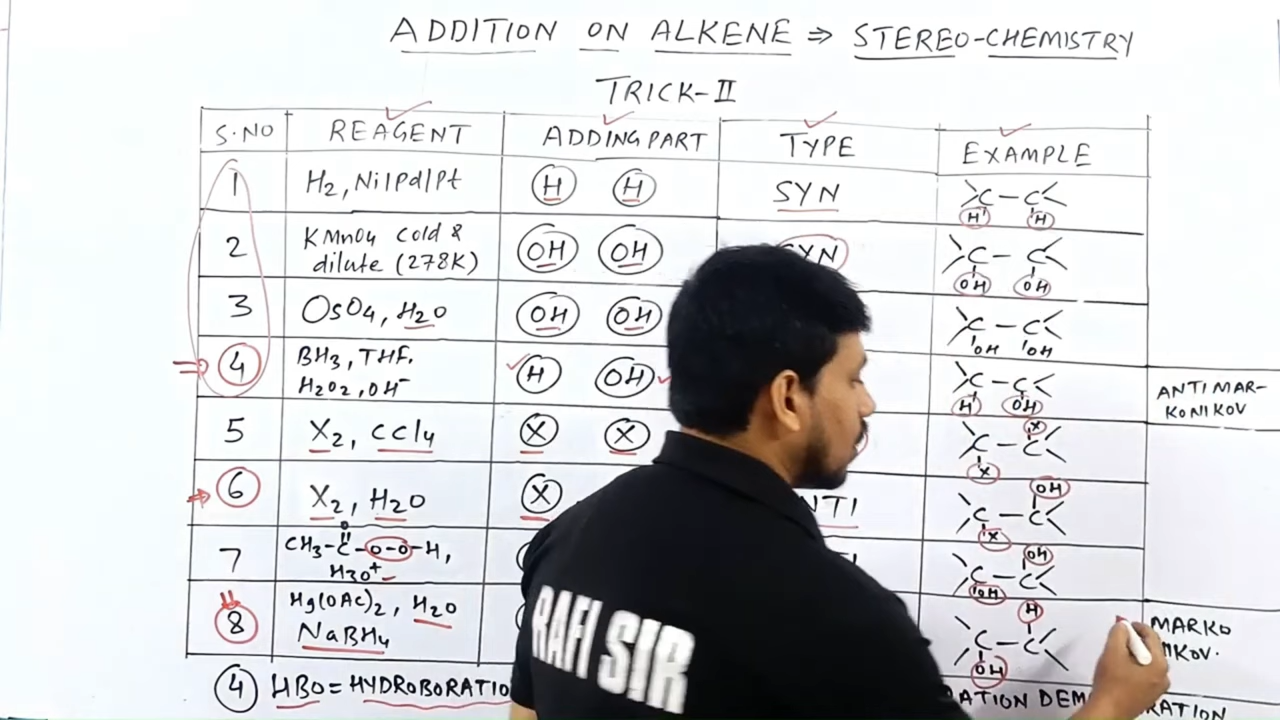 ADDITION ON ALKENE ⇒ STEREO-CHEMISTRY
TRICK-II
S.NO REAGENT ADDING PART TYPE EXAMPLE
1 H2, Ni/Pd/Pt H H SYN C - C H H
2 KMnO4 cold & dilute (278K) OH OH SYN C - C OH OH
3 OsO4, H2O OH OH C - C OH OH
4 BH3, THF. H2O2, OH- H OH C - C H OH ANTI MAR-KONIKOV
5 X2, CCl4 X X C - C X X
6 X2, H2O X C - C X OH
7 CH3-C-O-O-H, O H3O+ C - C OH OH
8 Hg(OAc)2, H2O NaBH4 C - C OH H MARKO
4 HBO = 
RAFI SIR